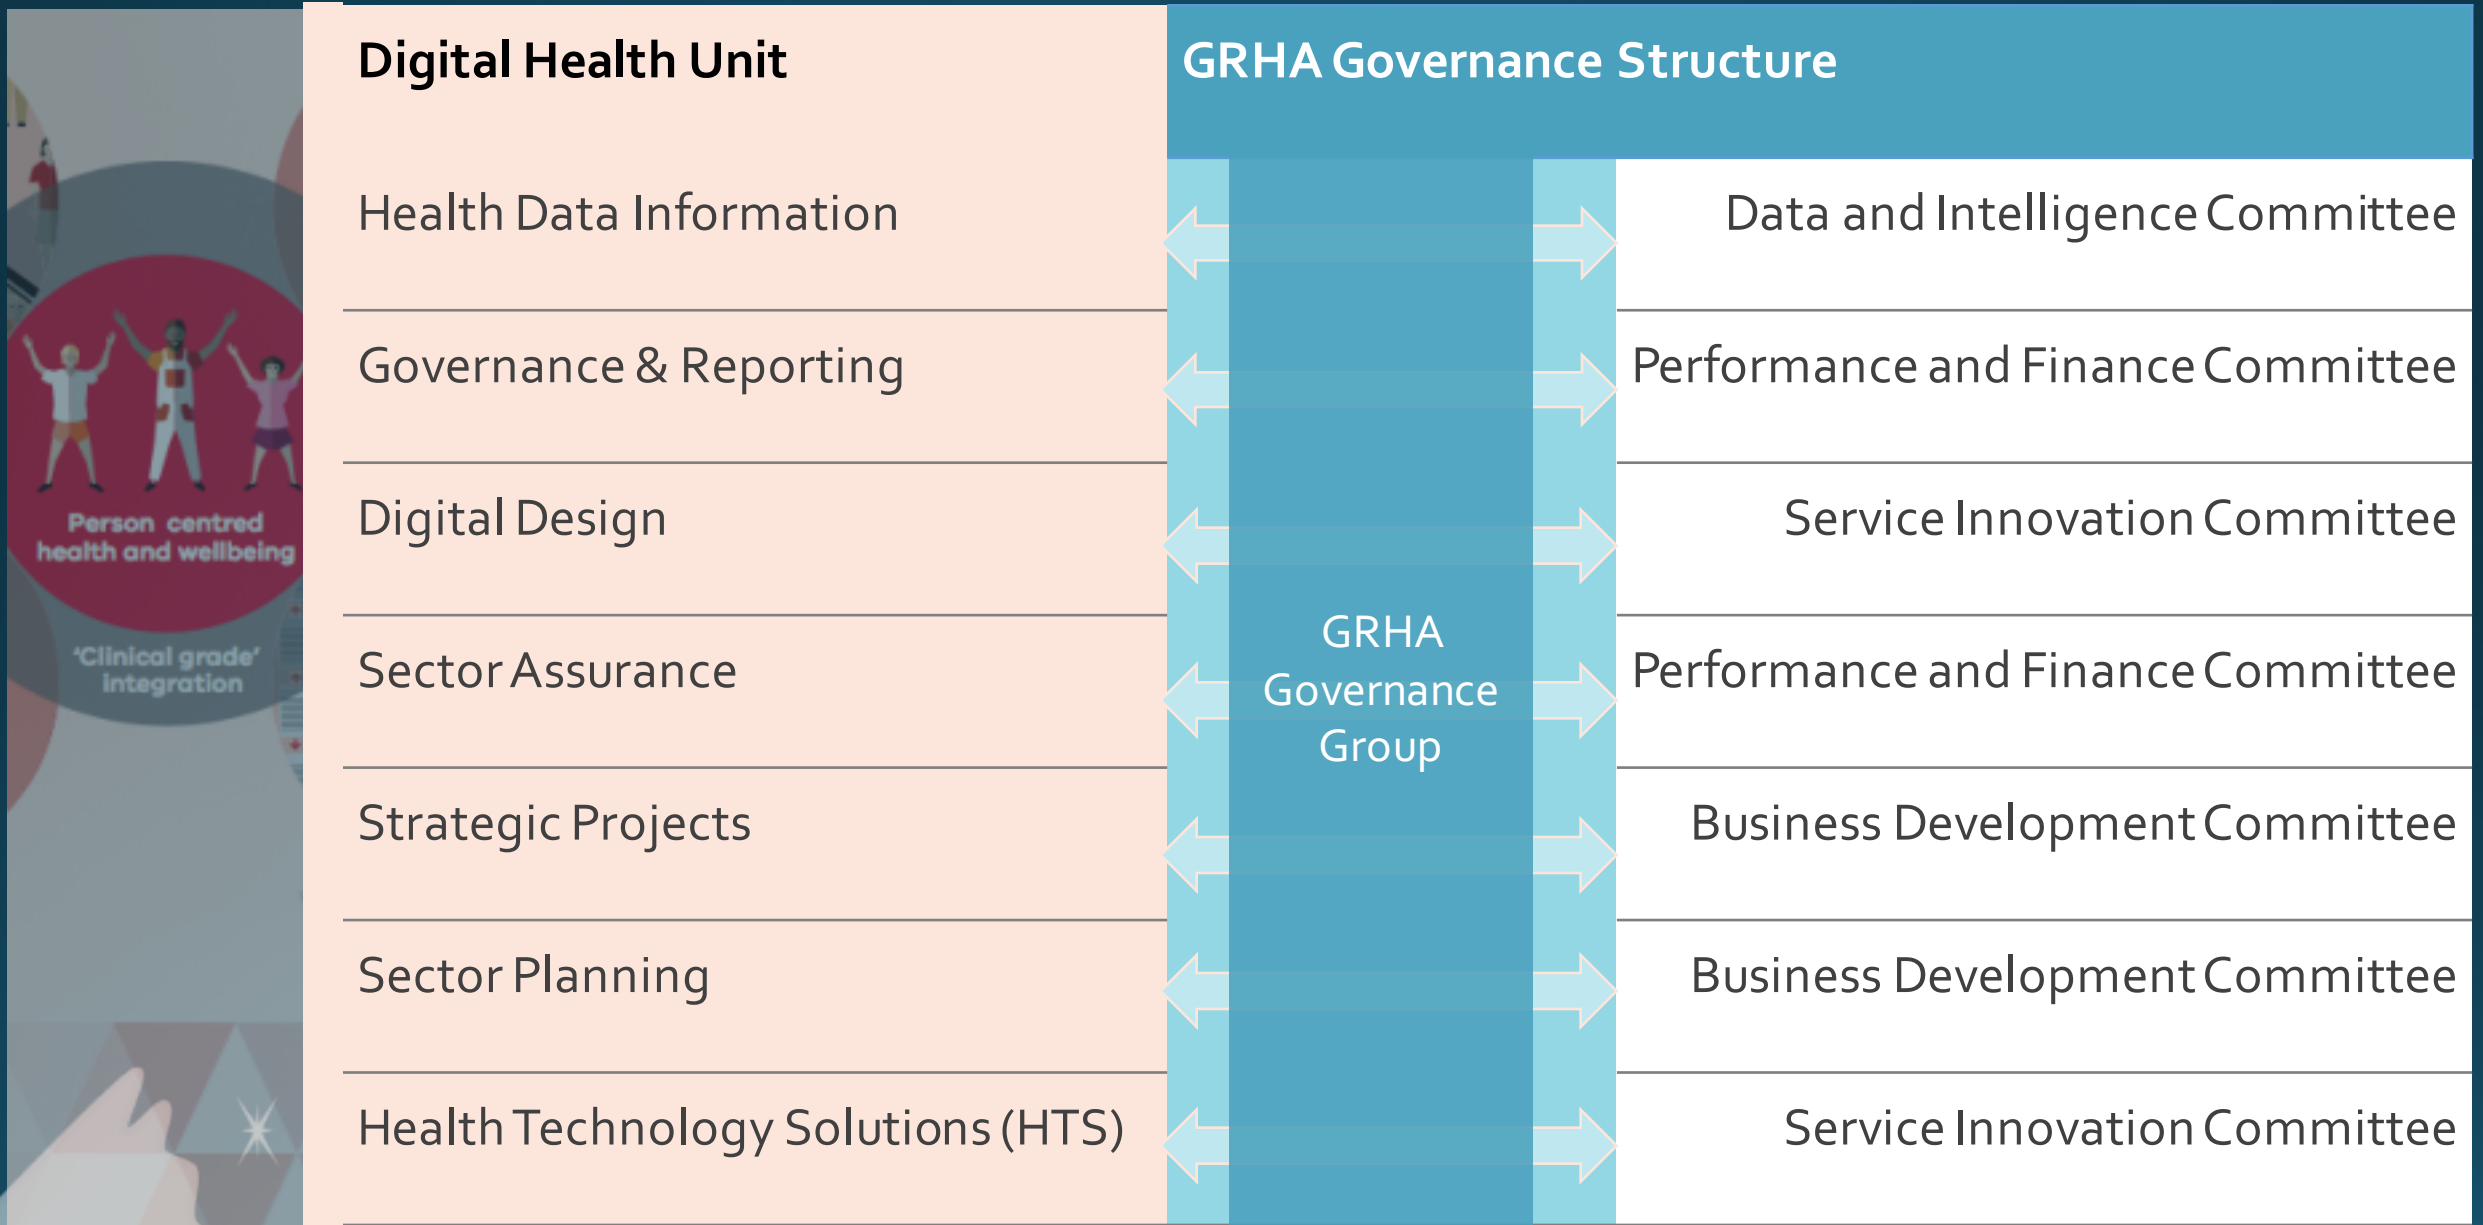 Digital Health Unit
GRHA Governance Structure
Health Data Information
Data and Intelligence Committee
Governance & Reporting
Performance and Finance Committee
Digital Design
Service Innovation Committee
Sector Assurance
Performance and Finance Committee
Strategic Projects
Business Development Committee
Sector Planning
Business Development Committee
Health Technology Solutions (HTS)
Service Innovation Committee
GRHA
Governance
Group
Person centred
health and wellbeing
'Clinical grade'
integration